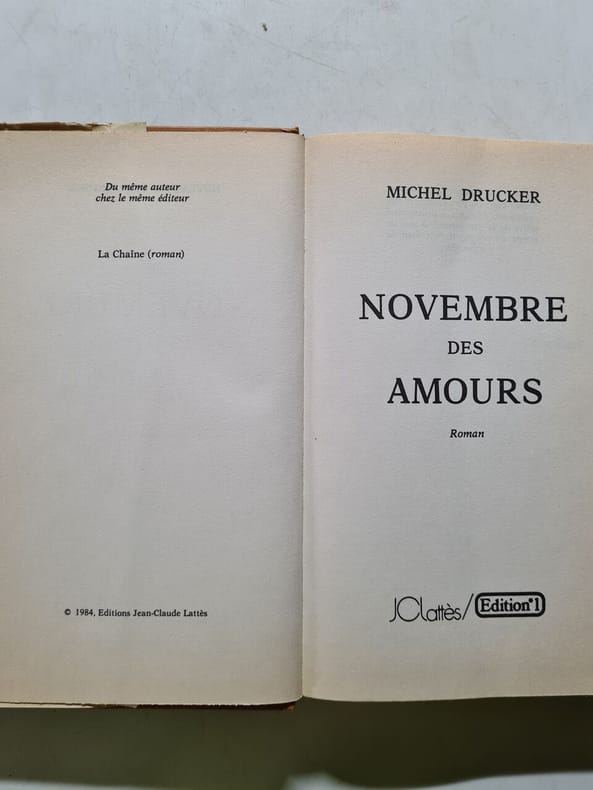 Du même auteur
chez le même éditeur
La Chaîne (roman)
© 1984, Editions Jean-Claude Lattès
MICHEL DRUCKER
NOVEMBRE
DES
AMOURS
Roman
JCLattès/Edition°1